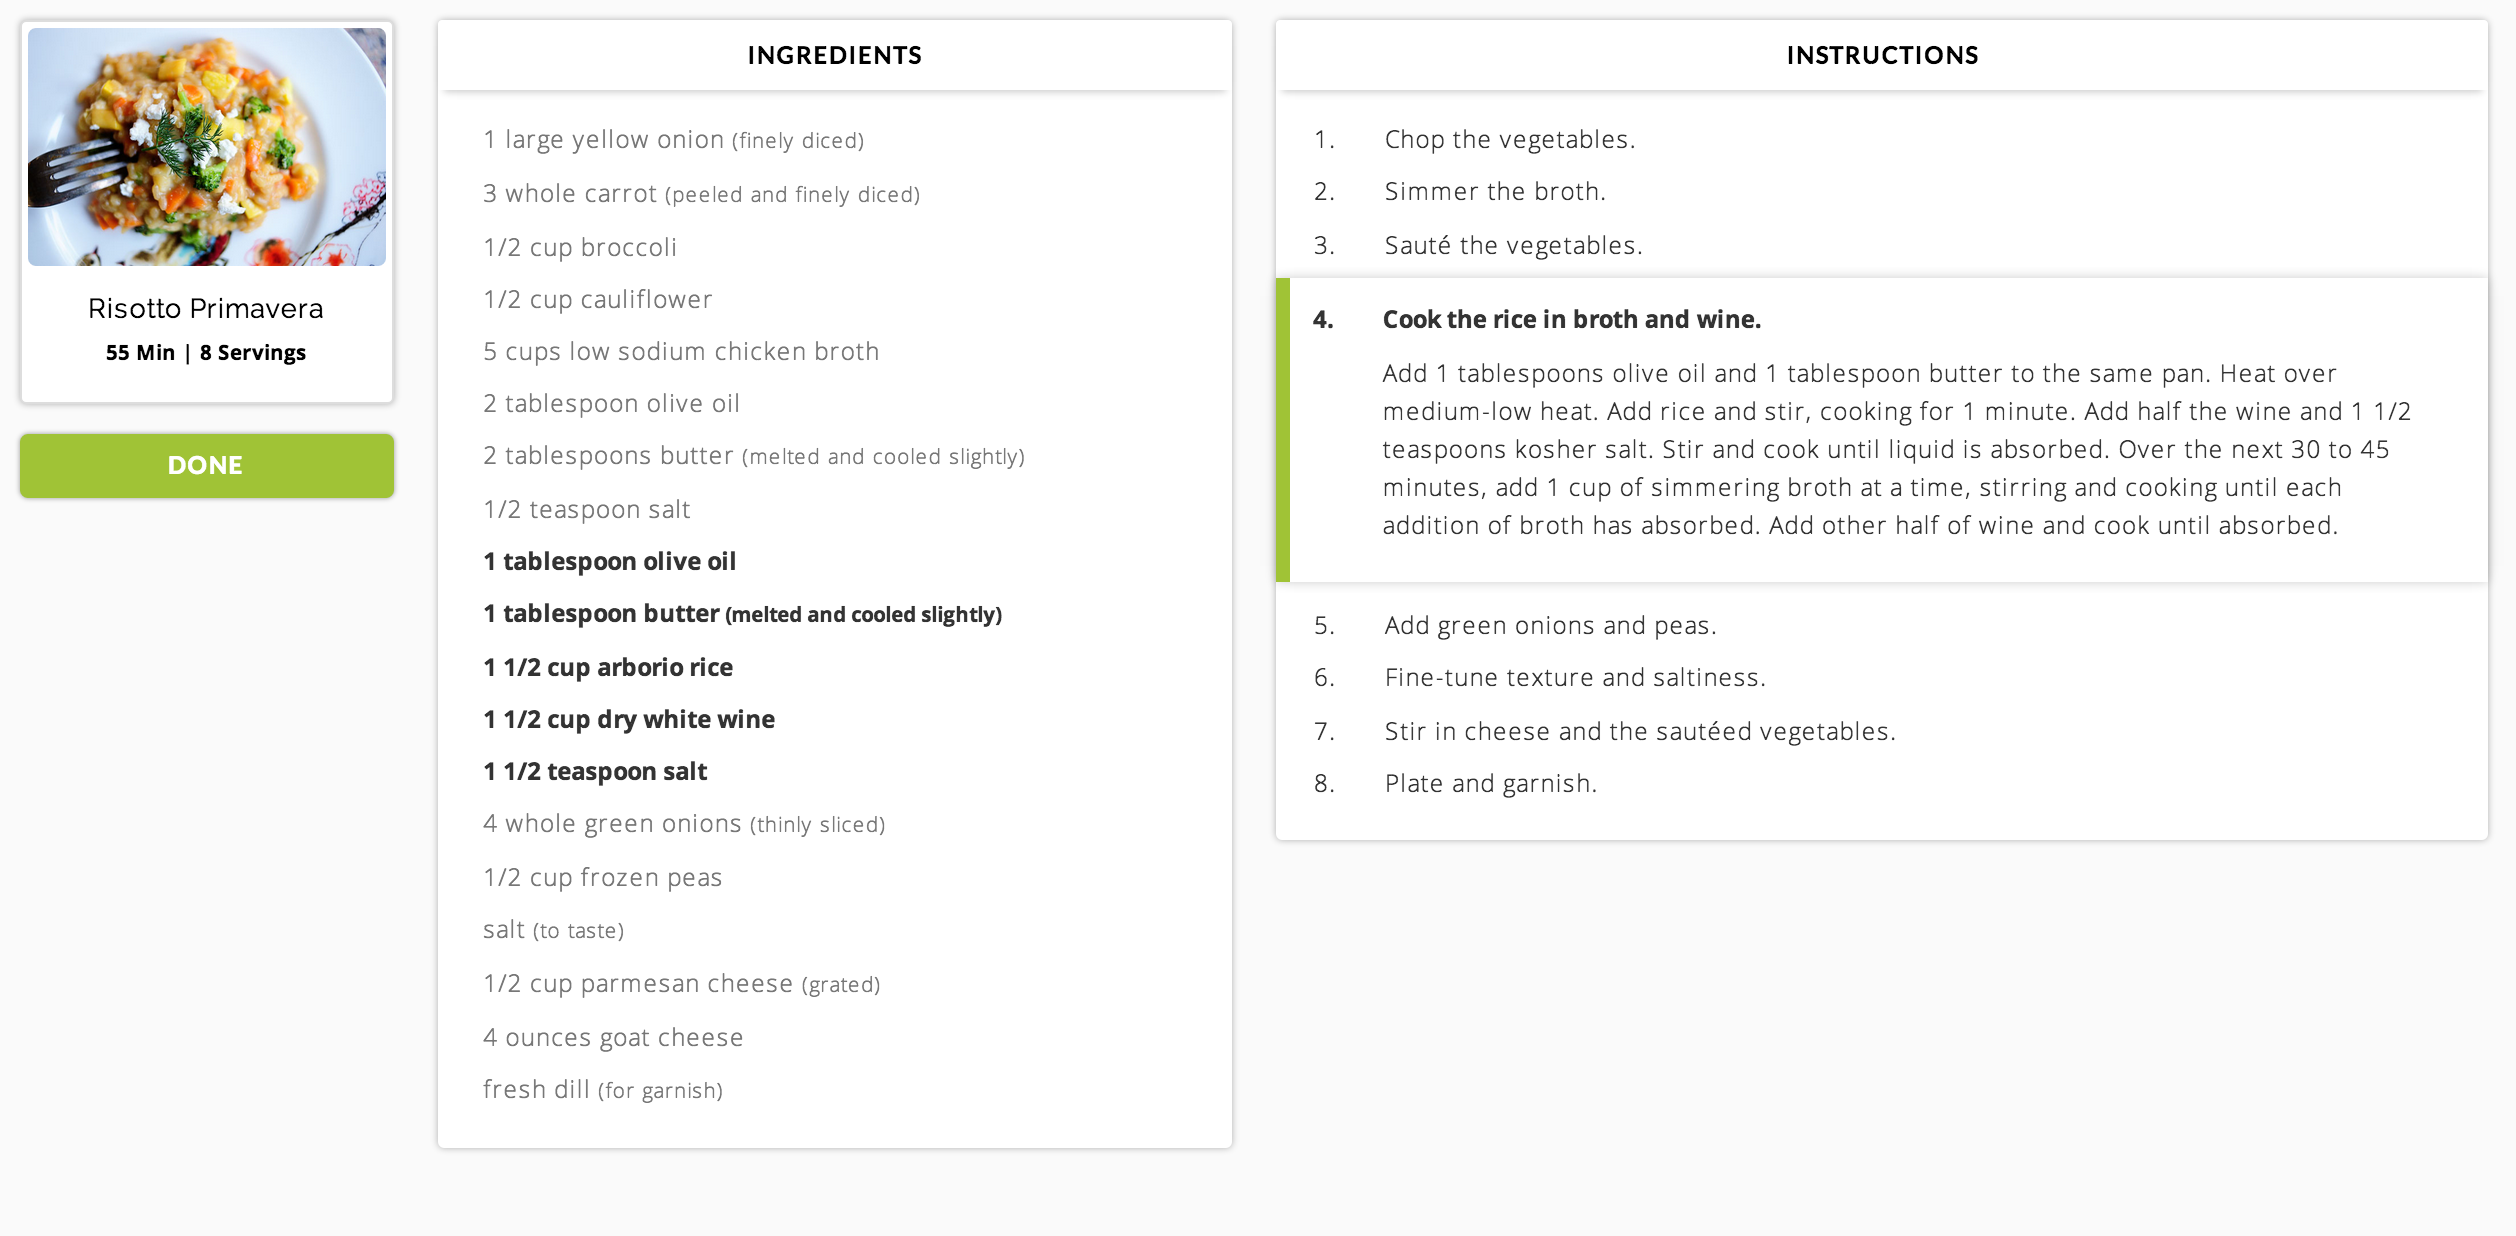 Risotto Primavera
55 Min | 8 Servings
DONE
INGREDIENTS
1 large yellow onion (finely diced)
3 whole carrot (peeled and finely diced)
1/2 cup broccoli
1/2 cup cauliflower
5 cups low sodium chicken broth
2 tablespoon olive oil
2 tablespoons butter (melted and cooled slightly)
1/2 teaspoon salt
1 tablespoon olive oil
1 tablespoon butter (melted and cooled slightly)
1 1/2 cup arborio rice
1 1/2 cup dry white wine
1 1/2 teaspoon salt
4 whole green onions (thinly sliced)
1/2 cup frozen peas
salt (to taste)
1/2 cup parmesan cheese (grated)
4 ounces goat cheese
fresh dill (for garnish)
INSTRUCTIONS
1. Chop the vegetables.
2. Simmer the broth.
3. Sauté the vegetables.
4. Cook the rice in broth and wine.
Add 1 tablespoons olive oil and 1 tablespoon butter to the same pan. Heat over
medium-low heat. Add rice and stir, cooking for 1 minute. Add half the wine and 1 1/2
teaspoons kosher salt. Stir and cook until liquid is absorbed. Over the next 30 to 45
minutes, add 1 cup of simmering broth at a time, stirring and cooking until each
addition of broth has absorbed. Add other half of wine and cook until absorbed.
5. Add green onions and peas.
6. Fine-tune texture and saltiness.
7. Stir in cheese and the sautéed vegetables.
8. Plate and garnish.